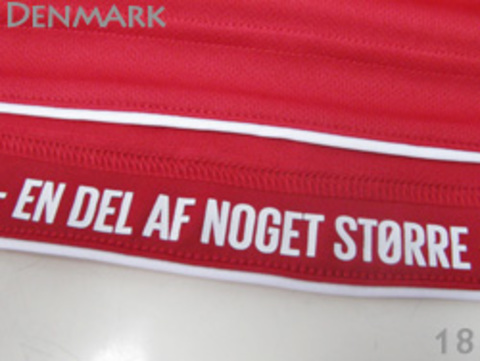 DENMARK
- EN DEL AF NOGET STØRRE
18